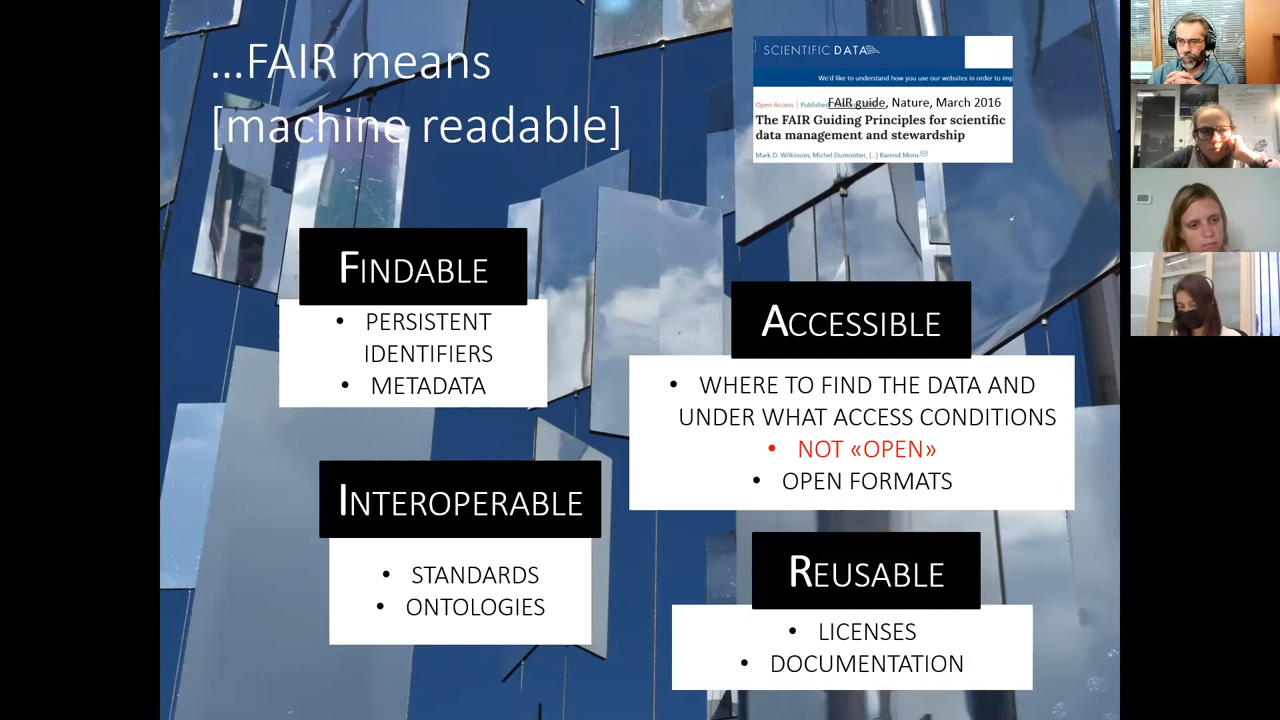 ...FAIR means
[machine readable]
SCIENTIFIC DATA
We'd like to understand how you use our websites in order to imp
Open Access | Published
FAIR guide, Nature, March 2016
The FAIR Guiding Principles for scientific
data management and stewardship
Mark D. Wilkinson, Michel Dumontier, [...] Barend Mons
FINDABLE
• PERSISTENT
IDENTIFIERS
• METADATA
ACCESSIBLE
• WHERE TO FIND THE DATA AND
UNDER WHAT ACCESS CONDITIONS
• NOT «OPEN»
• OPEN FORMATS
INTEROPERABLE
• STANDARDS
• ONTOLOGIES
REUSABLE
• LICENSES
• DOCUMENTATION